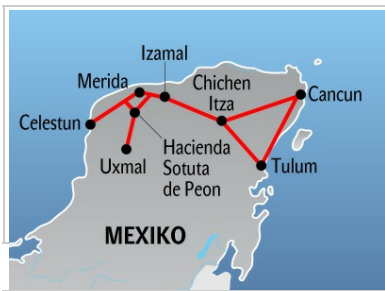 Izamal
Merida
Chichen
Itza
Cancun
Celestun
Hacienda
Sotuta
de Peon
Uxmal
Tulum
MEXIKO